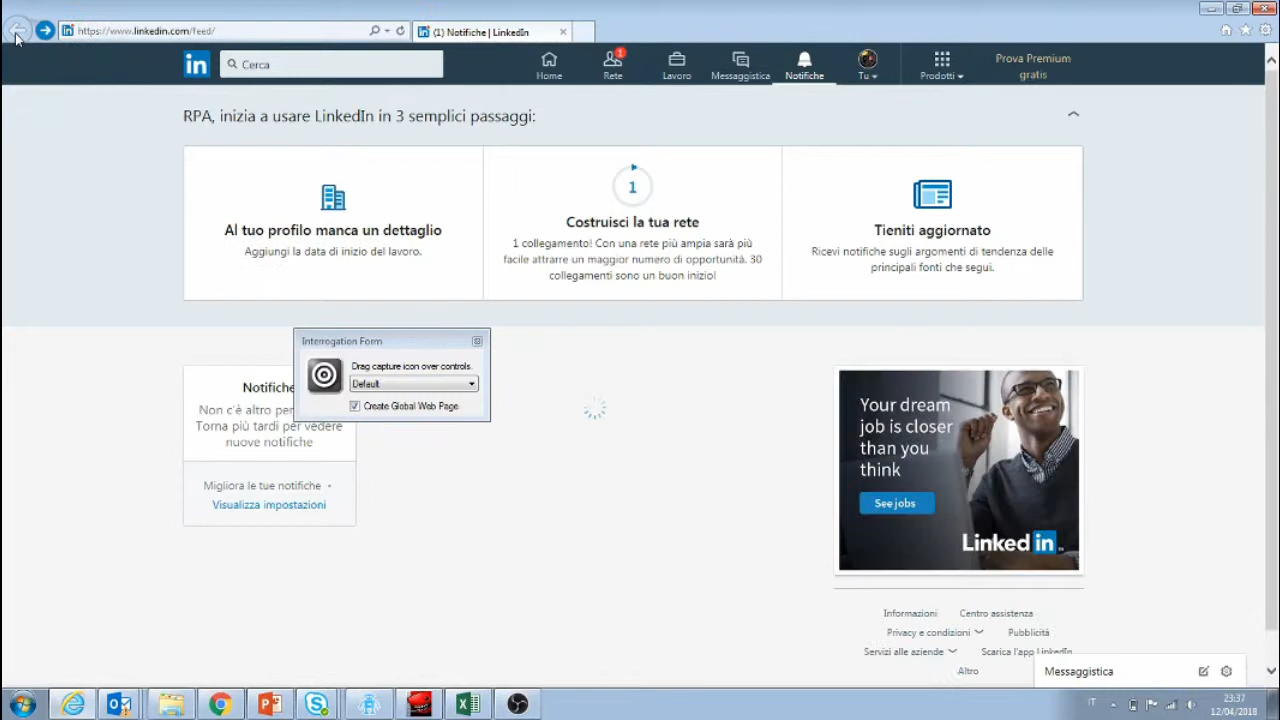 https://www.linkedin.com/feed/
(1) Notifiche | LinkedIn
in
Cerca
Home
Rete
1
Lavoro
Messaggistica
Notifiche
Tu
Prodotti
Prova Premium
gratis
RPA, inizia a usare LinkedIn in 3 semplici passaggi:
Al tuo profilo manca un dettaglio
Aggiungi la data di inizio del lavoro.
1
Costruisci la tua rete
1 collegamento! Con una rete più ampia sarà più
facile attrarre un maggior numero di opportunità. 30
collegamenti sono un buon inizio!
Tieniti aggiornato
Ricevi notifiche sugli argomenti di tendenza delle
principali fonti che segui.
Interrogation Form
Drag capture icon over controls.
Default
Create Global Web Page
Notifiche
Non c'è altro per
Torna più tardi per vedere
nuove notifiche
Migliora le tue notifiche
Visualizza impostazioni
Your dream
job is closer
than you
think
See jobs
Linked in
Informazioni Centro assistenza
Privacy e condizioni Pubblicità
Servizi alle aziende Scarica l'app LinkedIn
Altro
Messaggistica
IT
23:37
12/04/2018